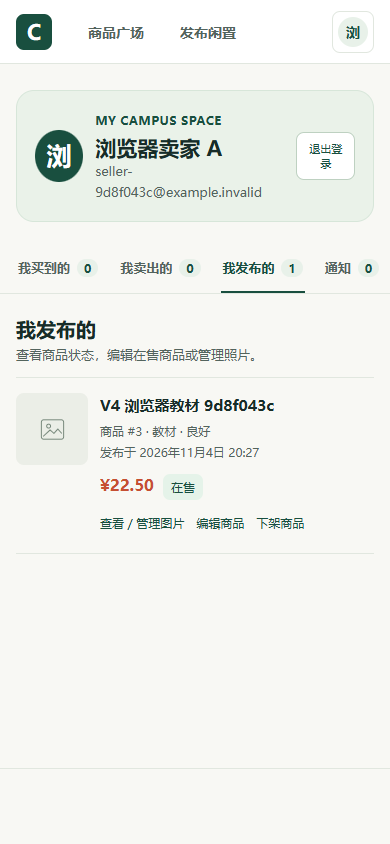 C 商品广场 发布闲置 浏
浏
MY CAMPUS SPACE
浏览器卖家 A
seller-
9d8f043c@example.invalid
退出登
录
我买到的 0 我卖出的 0 我发布的 1 通知 0
我发布的
查看商品状态，编辑在售商品或管理照片。
V4 浏览器教材 9d8f043c
商品 #3 · 教材 · 良好
发布于 2026年11月4日 20:27
¥22.50 在售
查看 / 管理图片 编辑商品 下架商品